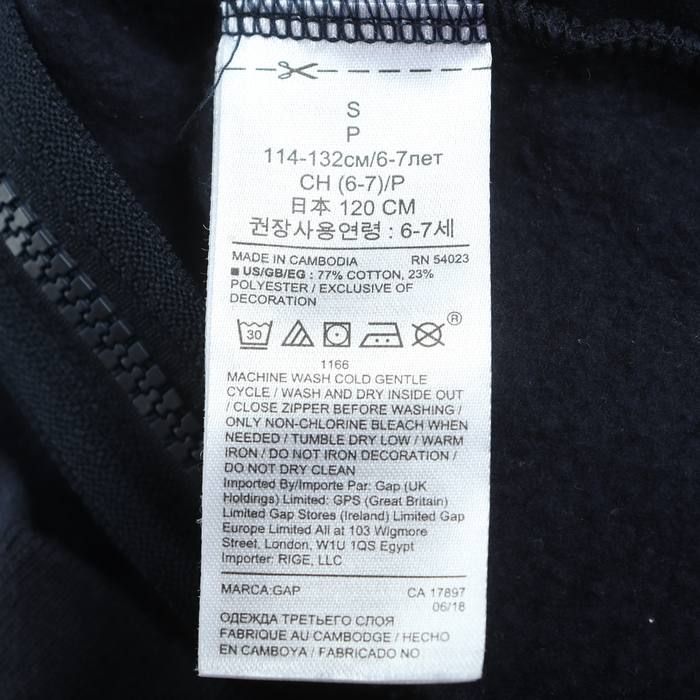 S
P
114-132см/6-7лет
CH (6-7)/P
日本 120 CM
권장사용연령 : 6-7세
MADE IN CAMBODIA RN 54023
US/GB/EG : 77% COTTON, 23%
POLYESTER / EXCLUSIVE OF
DECORATION
30 ®
1166
MACHINE WASH COLD GENTLE
CYCLE / WASH AND DRY INSIDE OUT
/ CLOSE ZIPPER BEFORE WASHING /
ONLY NON-CHLORINE BLEACH WHEN
NEEDED / TUMBLE DRY LOW / WARM
IRON / DO NOT IRON DECORATION /
DO NOT DRY CLEAN
Imported By/Importe Par: Gap (UK
Holdings) Limited: GPS (Great Britain)
Limited Gap Stores (Ireland) Limited Gap
Europe Limited All at 103 Wigmore
Street, London, W1U 1QS Egypt
Importer: RIGE, LLC
MARCA:GAP CA 17897
06/18
ОДЕЖДА ТРЕТЬЕГО СЛОЯ
FABRIQUE AU CAMBODGE / HECHO
EN CAMBOYA / FABRICADO NO